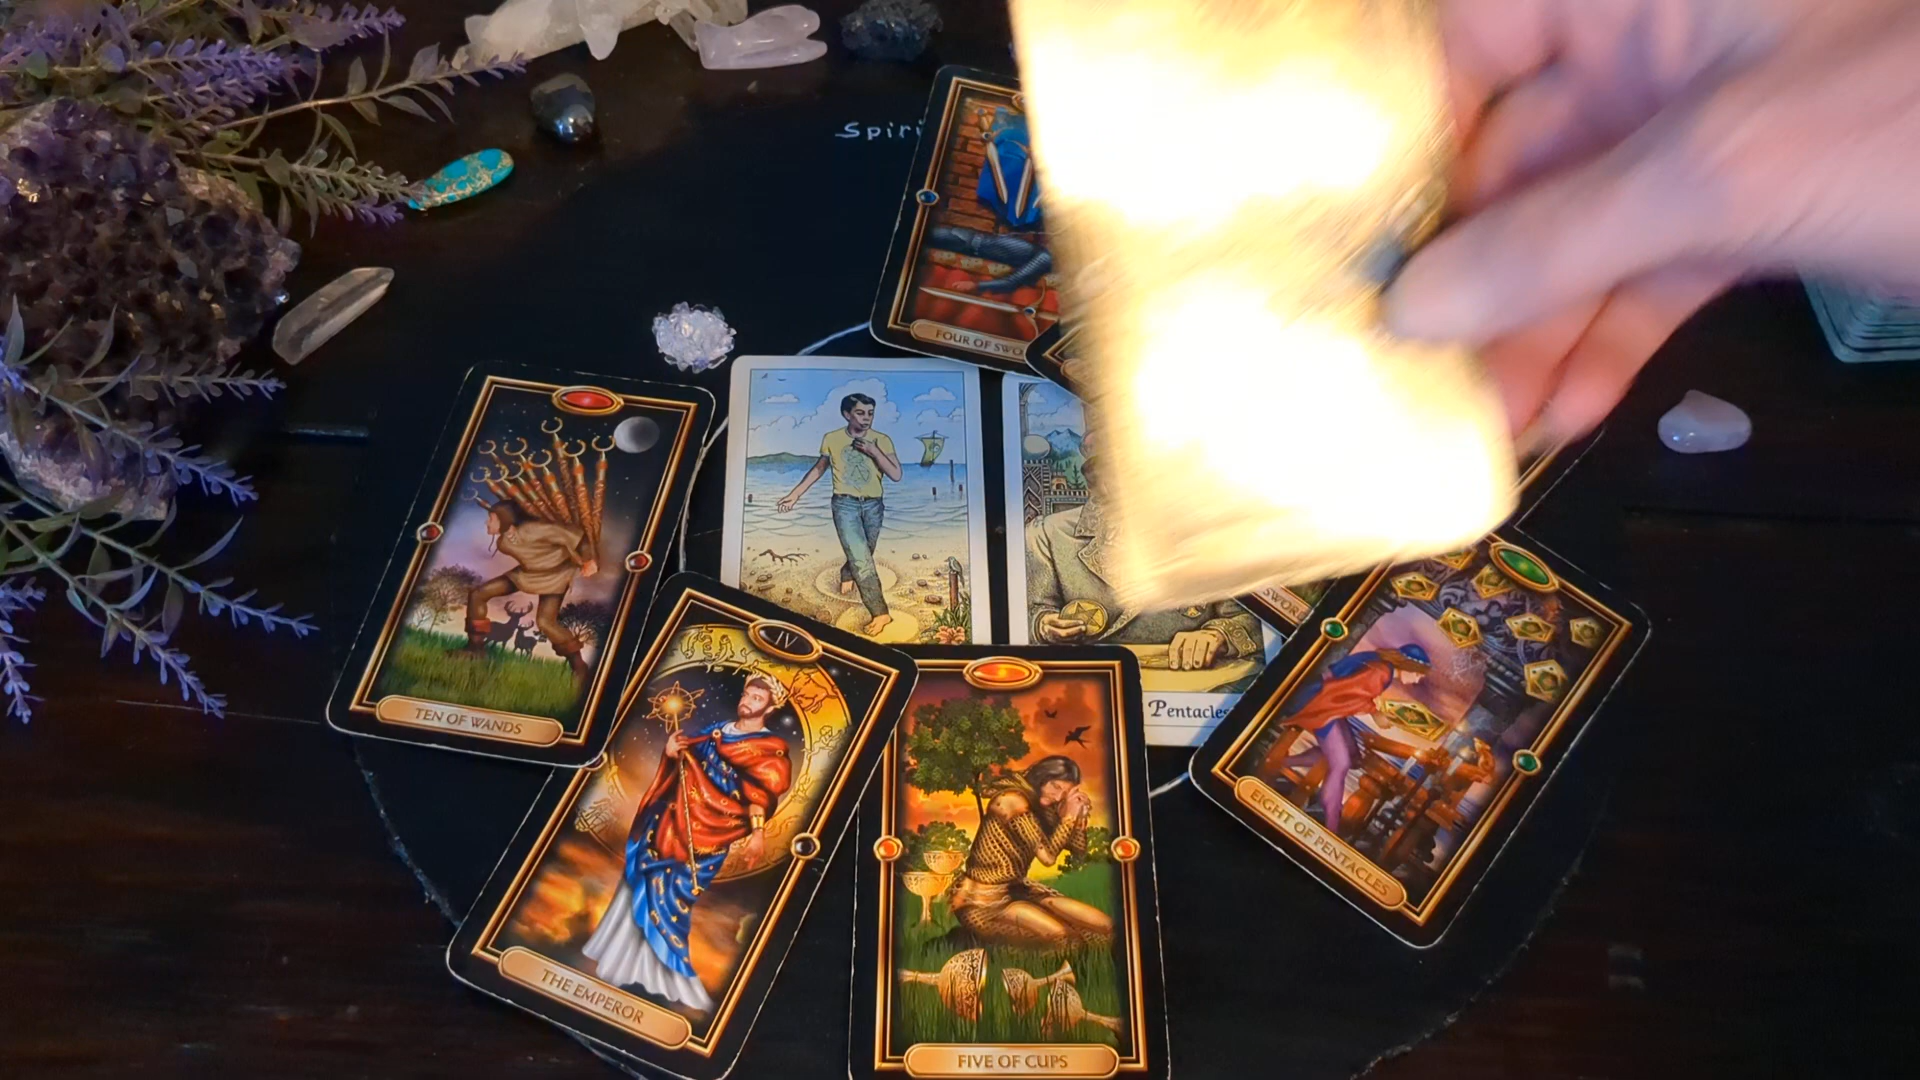 Spiri
FOUR OF SWO
TEN OF WANDS
IV
Pentacles
SWOR
EIGHT OF PENTACLES
THE EMPEROR
FIVE OF CUPS